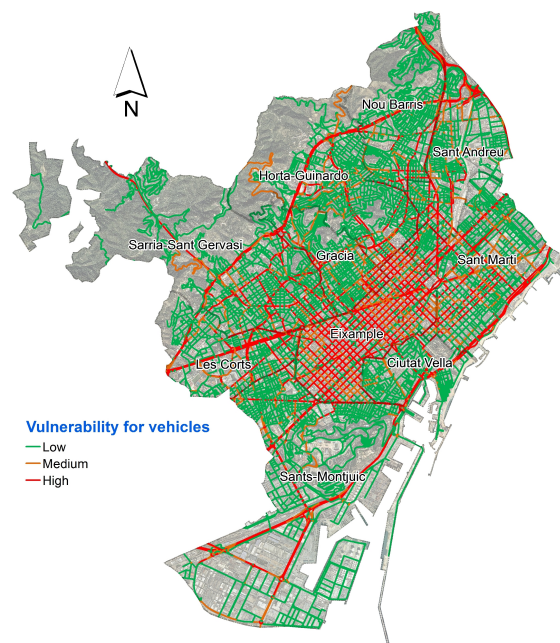 N
Nou Barris
Sant Andreu
Horta-Guinardo
Sarria-Sant Gervasi
Gracia
Sant Marti
Eixample
Les Corts
Ciutat Vella
Vulnerability for vehicles
Low
Medium
High
Sants-Montjuic